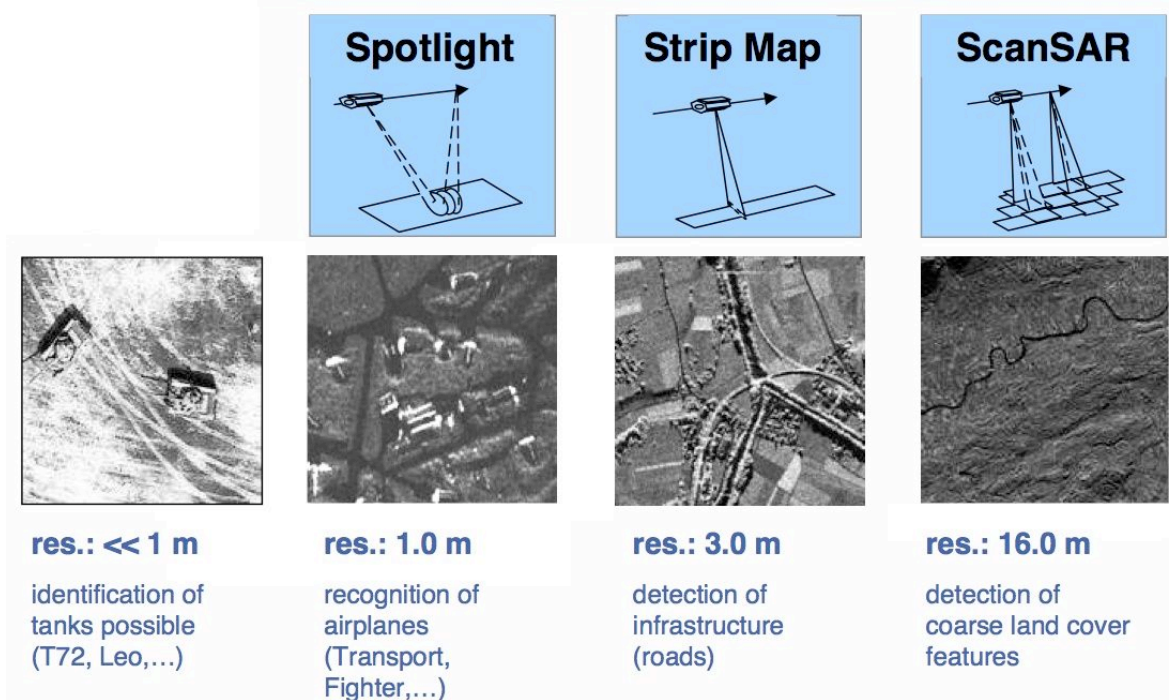 Spotlight
Strip Map
ScanSAR
res.: << 1 m
identification of
tanks possible
(T72, Leo,...)
res.: 1.0 m
recognition of
airplanes
(Transport,
Fighter,...)
res.: 3.0 m
detection of
infrastructure
(roads)
res.: 16.0 m
detection of
coarse land cover
features